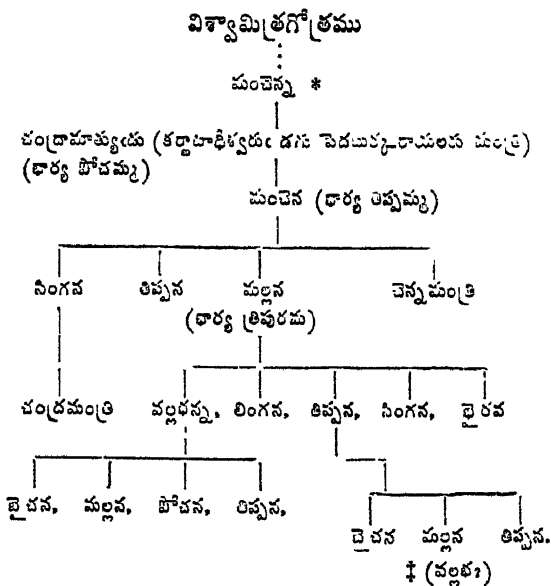 విశ్వామిత్రగోత్రము
మంచెన్న *
చంద్రామాత్యుఁడు (కర్ణాటాధీశ్వరుఁ డగు పెదబుక్కరాయలకు మంత్రి)
(భార్య పోచమ్మ)
మంచెన (భార్య తిప్పమ్మ)
సింగన తిప్పన మల్లన చెన్నమంత్రి
(భార్య త్రిపురమ)
చంద్రమంత్రి వల్లభన్న, లింగన, తిప్పన, సింగన, భైరవ
బైచన, మల్లన, పోచన, తిప్పన,
బైచన మల్లన తిప్పన.
‡ (వల్లభ?)